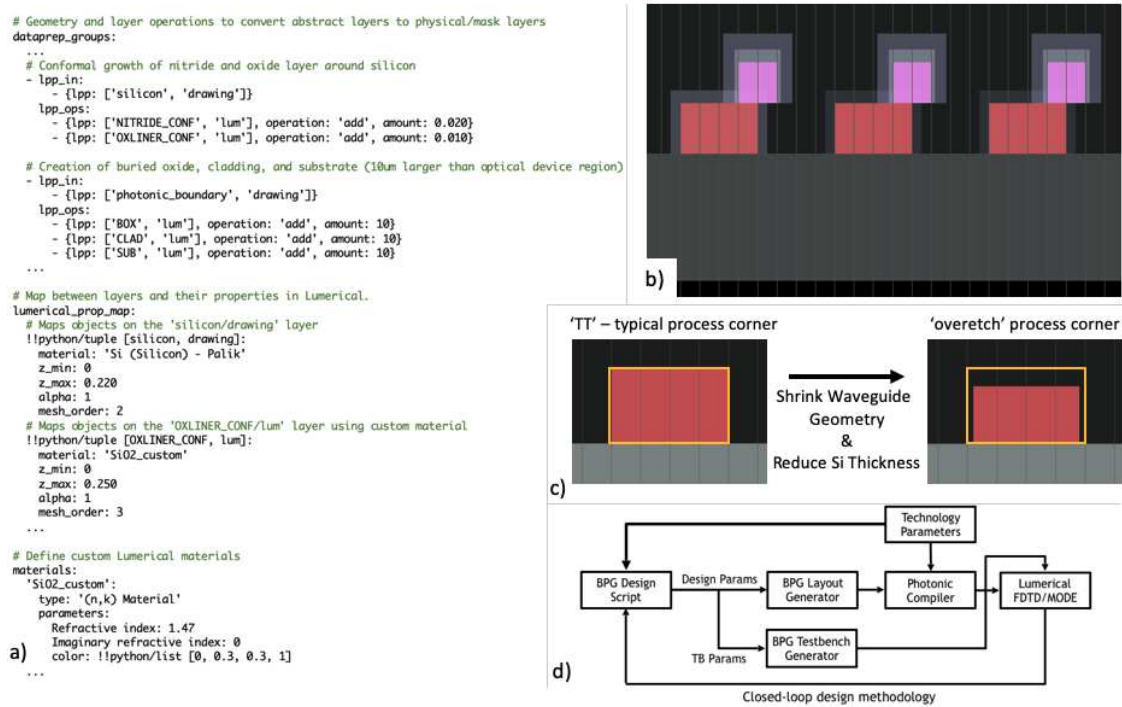 # Geometry and layer operations to convert abstract layers to physical/mask layers
dataprep_groups:
...
# Conformal growth of nitride and oxide layer around silicon
- lpp_in:
- {lpp: ['silicon', 'drawing']}
lpp_ops:
- {lpp: ['NITRIDE_CONF', 'lum'], operation: 'add', amount: 0.020}
- {lpp: ['OXLINER_CONF', 'lum'], operation: 'add', amount: 0.010}
# Creation of buried oxide, cladding, and substrate (10um larger than optical device region)
- lpp_in:
- {lpp: ['photonic_boundary', 'drawing']}
lpp_ops:
- {lpp: ['BOX', 'lum'], operation: 'add', amount: 10}
- {lpp: ['CLAD', 'lum'], operation: 'add', amount: 10}
- {lpp: ['SUB', 'lum'], operation: 'add', amount: 10}
...
# Map between layers and their properties in Lumerical.
lumerical_prop_map:
# Maps objects on the 'silicon/drawing' layer
!!python/tuple [silicon, drawing]:
material: 'Si (Silicon) - Palik'
z_min: 0
z_max: 0.220
alpha: 1
mesh_order: 2
# Maps objects on the 'OXLINER_CONF/lum' layer using custom material
!!python/tuple [OXLINER_CONF, lum]:
material: 'SiO2_custom'
z_min: 0
z_max: 0.250
alpha: 1
mesh_order: 3
...
# Define custom Lumerical materials
materials:
'SiO2_custom':
type: '(n,k) Material'
parameters:
Refractive index: 1.47
Imaginary refractive index: 0
color: !!python/list [0, 0.3, 0.3, 1]
...
a)
b)
'TT' – typical process corner
'overetch' process corner
Shrink Waveguide
Geometry
&
Reduce Si Thickness
c)
Technology
Parameters
BPG Design
Script
Design Params
BPG Layout
Generator
Photonic
Compiler
Lumerical
FDTD/MODE
TB Params
BPG Testbench
Generator
d)
Closed-loop design methodology